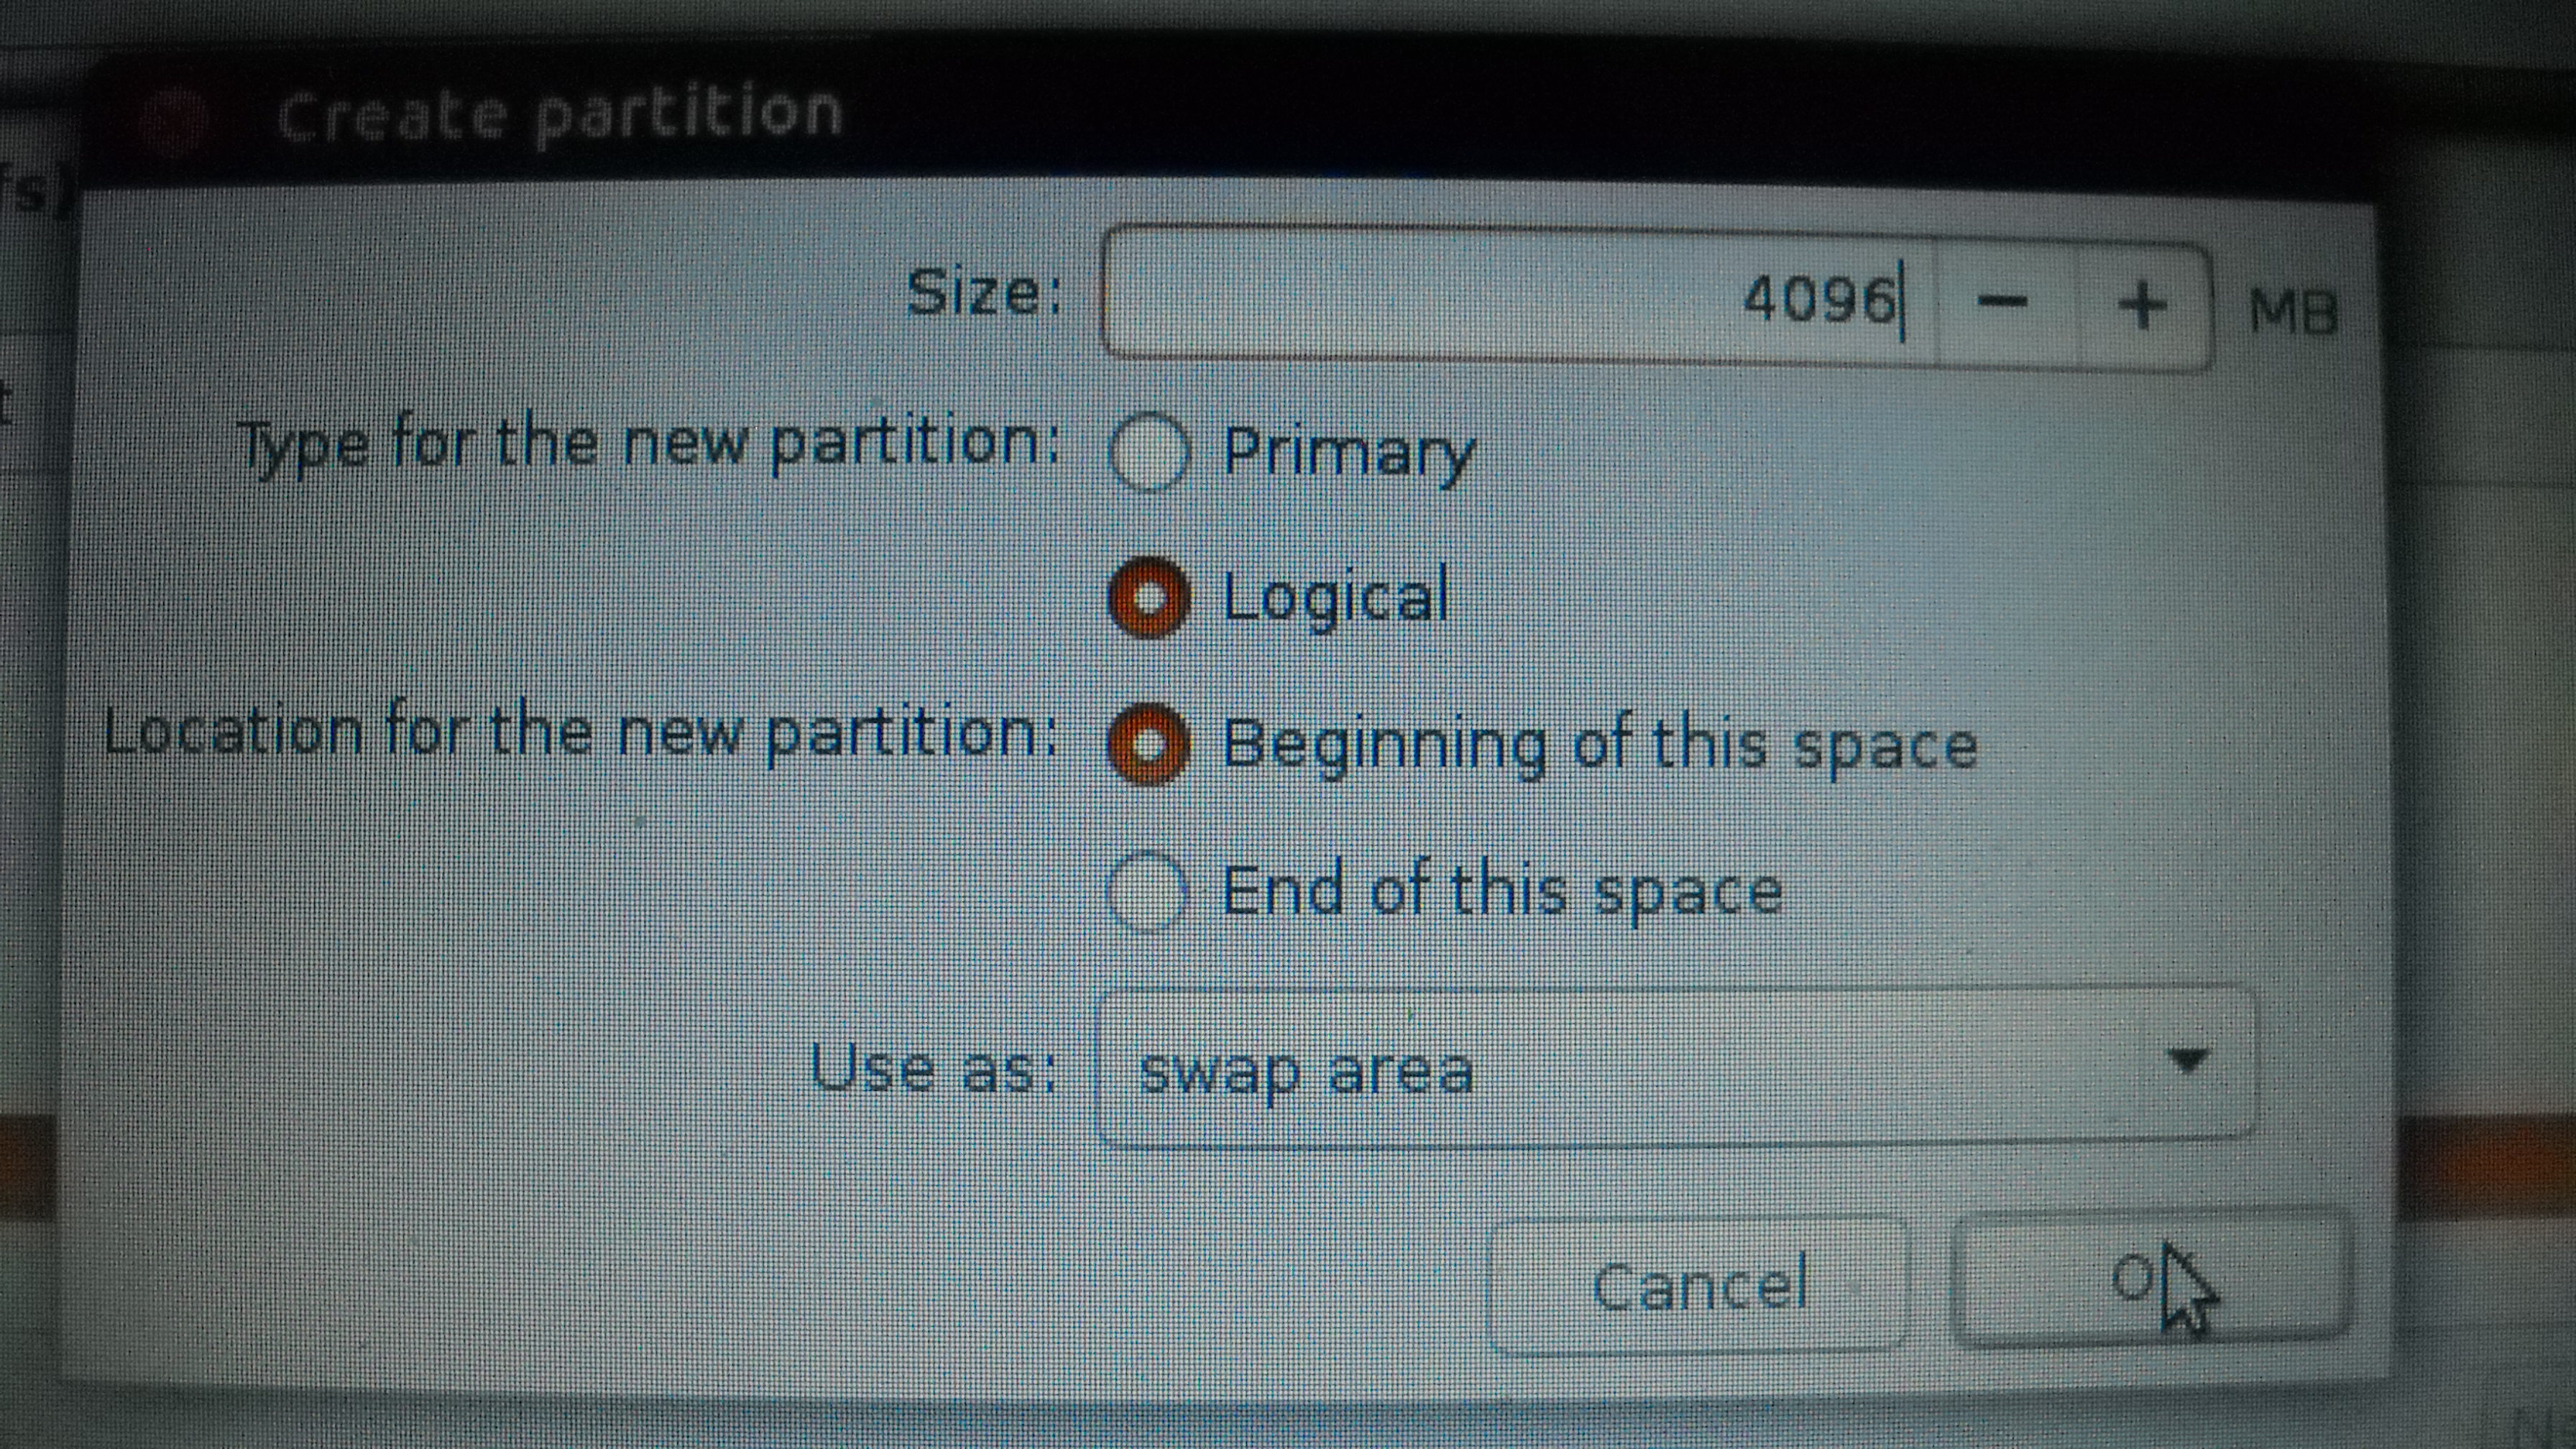 Create partition
fs)
Size: 4096 − + MB
t
Type for the new partition: Primary
Logical
Location for the new partition: Beginning of this space
End of this space
Use as: swap area
Cancel